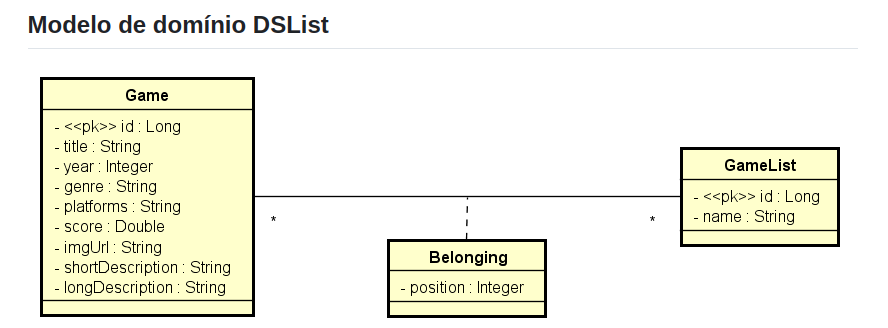 Modelo de domínio DSList
Game
- <<pk>> id : Long
- title : String
- year : Integer
- genre : String
- platforms : String
- score : Double
- imgUrl : String
- shortDescription : String
- longDescription : String
*
*
Belonging
- position : Integer
GameList
- <<pk>> id : Long
- name : String